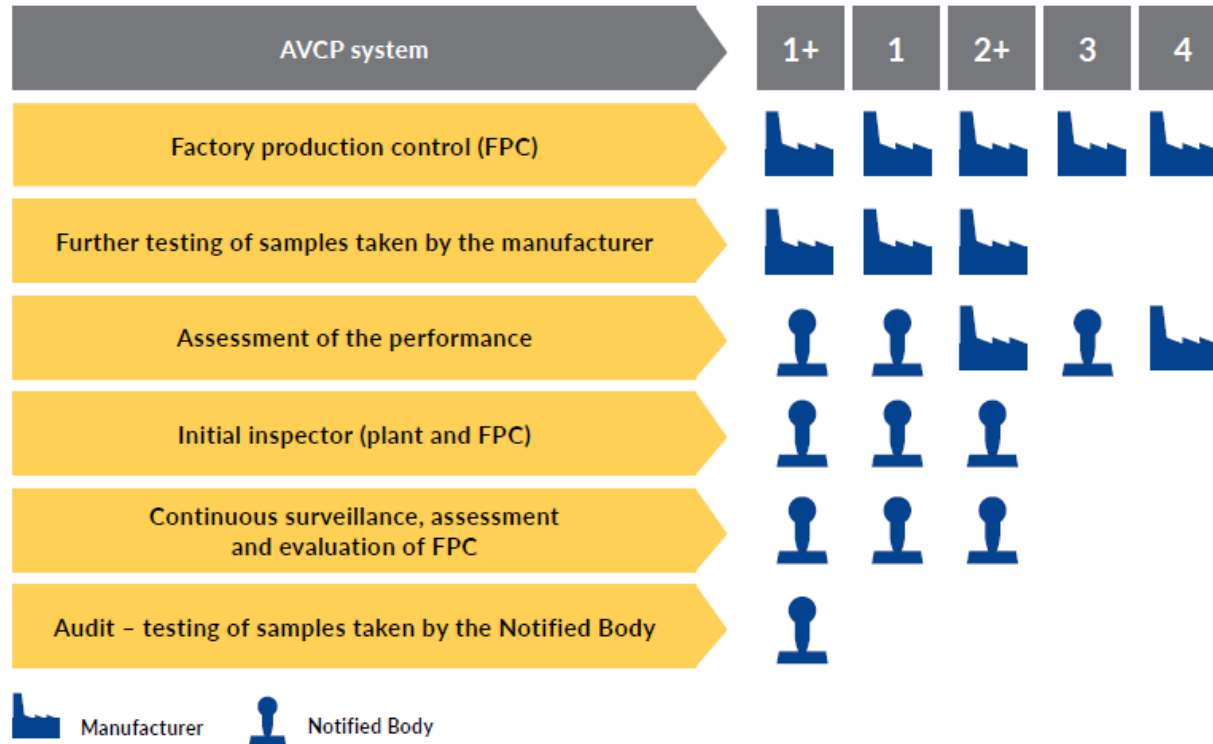 AVCP system
1+
1
2+
3
4
Factory production control (FPC)
Further testing of samples taken by the manufacturer
Assessment of the performance
Initial inspector (plant and FPC)
Continuous surveillance, assessment
and evaluation of FPC
Audit – testing of samples taken by the Notified Body
Manufacturer
Notified Body